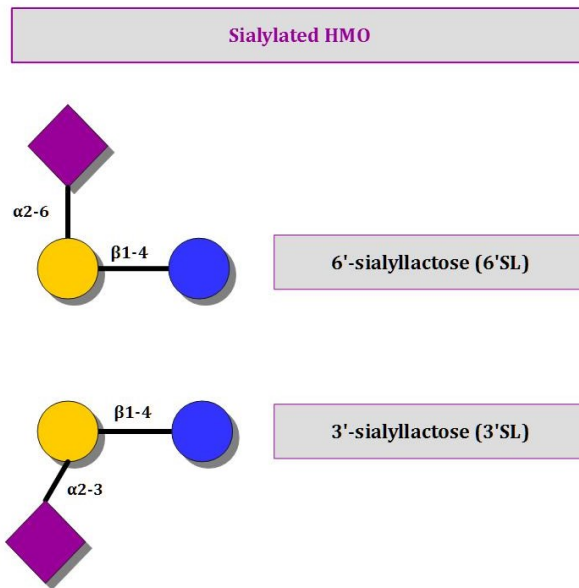 Sialylated HMO
α2-6
β1-4
6'-sialyllactose (6'SL)
β1-4
3'-sialyllactose (3'SL)
α2-3